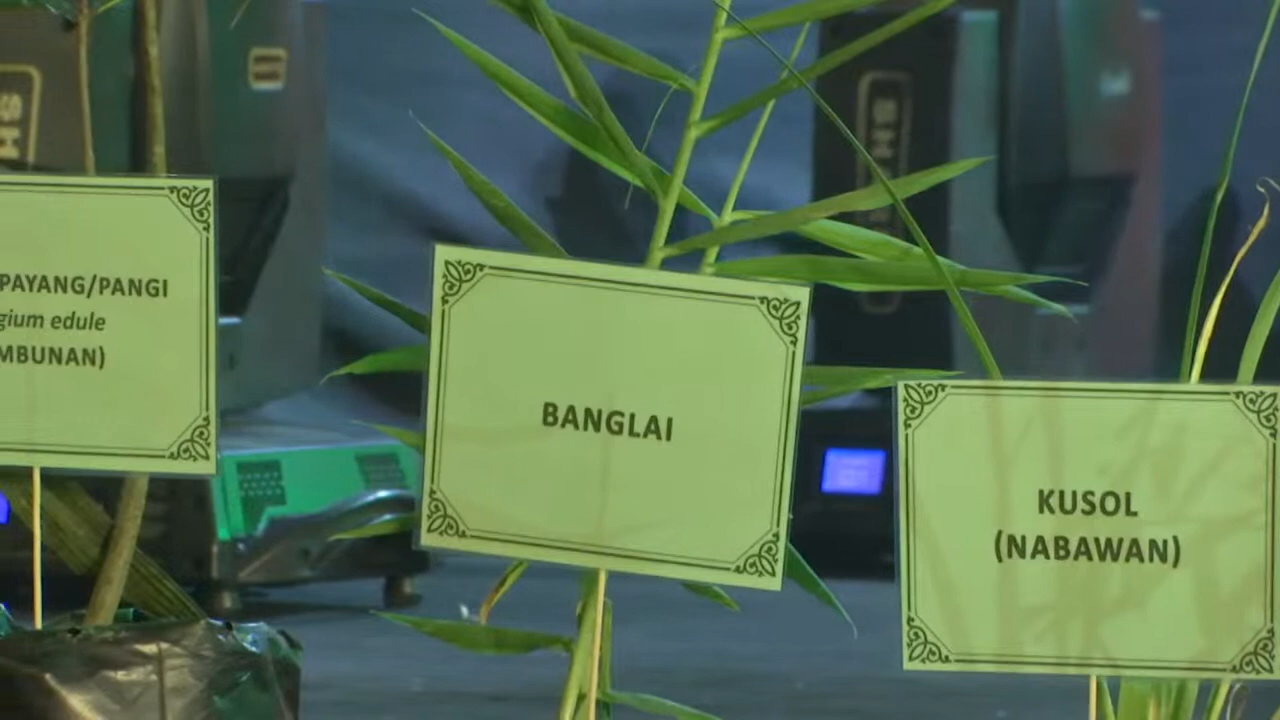 PAYANG/PANGI
gium edule
MBUNAN)
BANGLAI
KUSOL
(NABAWAN)